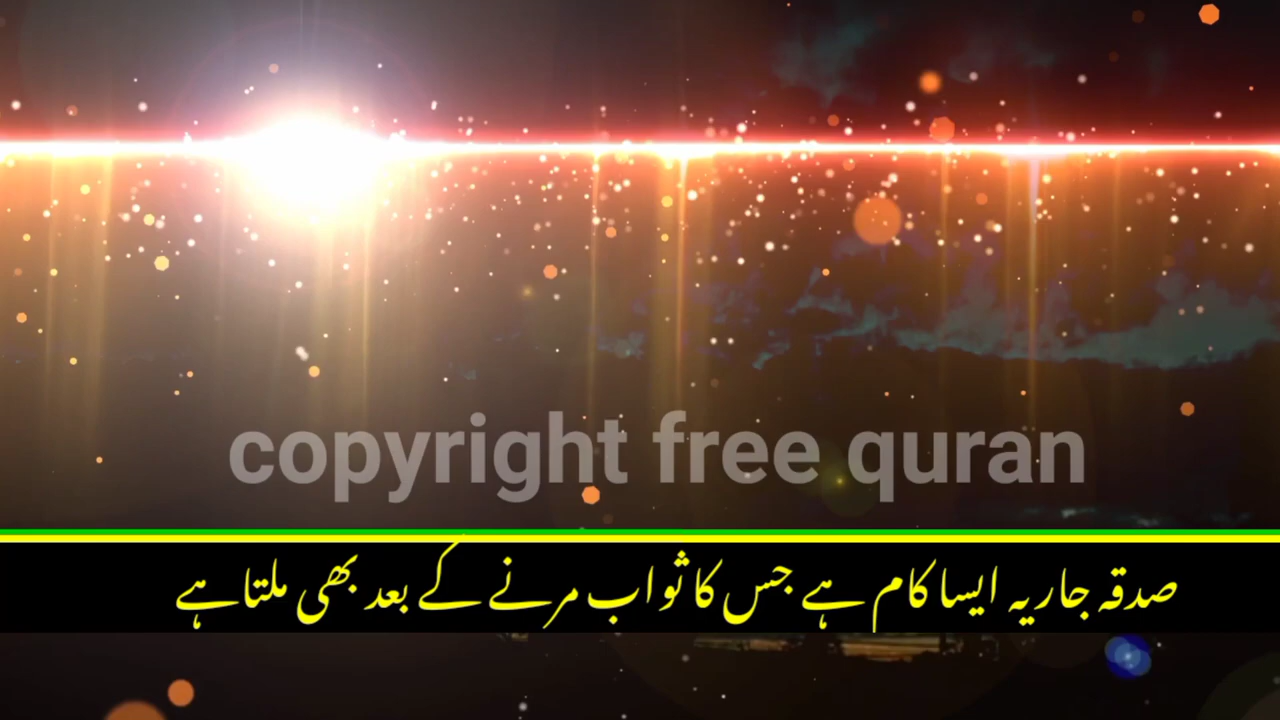 copyright free quran
صدقہ جاریہ ایسا کام ہے جس کا ثواب مرنے کے بعد بھی ملتا ہے